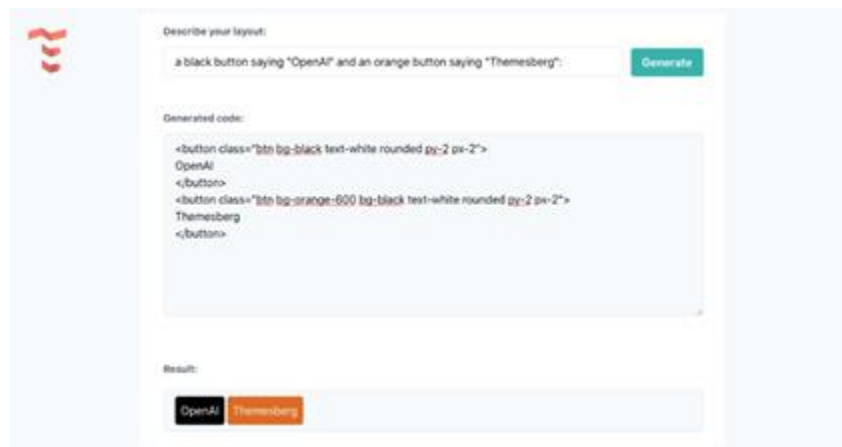 Describe your layout:
a black button saying "OpenAI" and an orange button saying "Themesberg":
Generate
Generated code:
<button class="btn bg-black text-white rounded py-2 px-2">
OpenAI
</button>
<button class="btn bg-orange-600 bg-black text-white rounded py-2 px-2">
Themesberg
</button>
Result:
OpenAI Themesberg